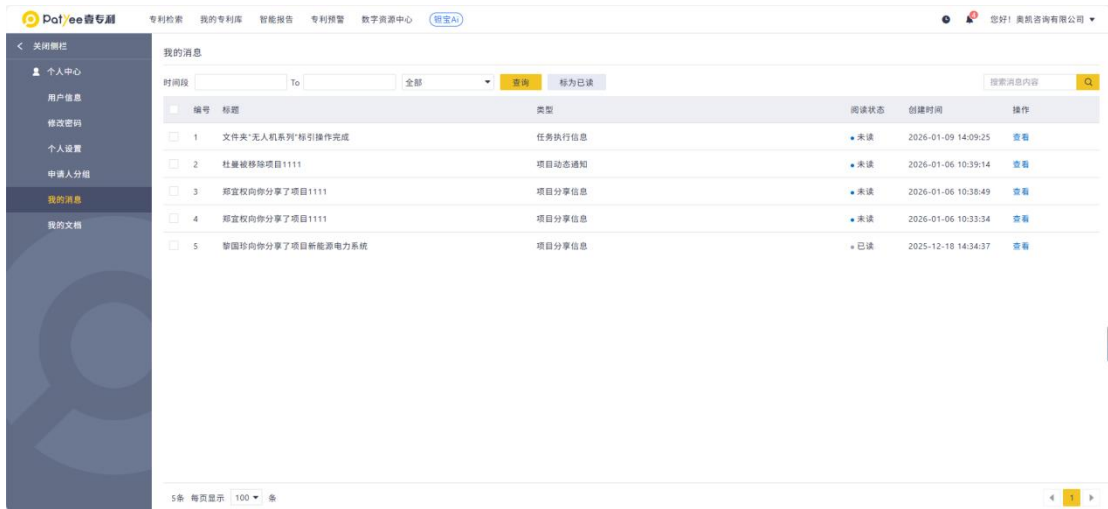 Patyee壹专利 专利检索 我的专利库 智能报告 专利预警 数字资源中心 钽宝Ai 4 您好! 奥凯咨询有限公司
关闭侧栏
个人中心
用户信息
修改密码
个人设置
申请人分组
我的消息
我的文档
我的消息
时间段 To 全部 查询 标为已读 搜索消息内容
编号 标题 类型 阅读状态 创建时间 操作
1 文件夹"无人机系列"标引操作完成 任务执行信息 未读 2026-01-09 14:09:25 查看
2 杜曼被移除项目1111 项目动态通知 未读 2026-01-06 10:39:14 查看
3 郑宜权向你分享了项目1111 项目分享信息 未读 2026-01-06 10:38:49 查看
4 郑宜权向你分享了项目1111 项目分享信息 未读 2026-01-06 10:33:34 查看
5 黎国珍向你分享了项目新能源电力系统 项目分享信息 已读 2025-12-18 14:34:37 查看
5条 每页显示 100 条 1